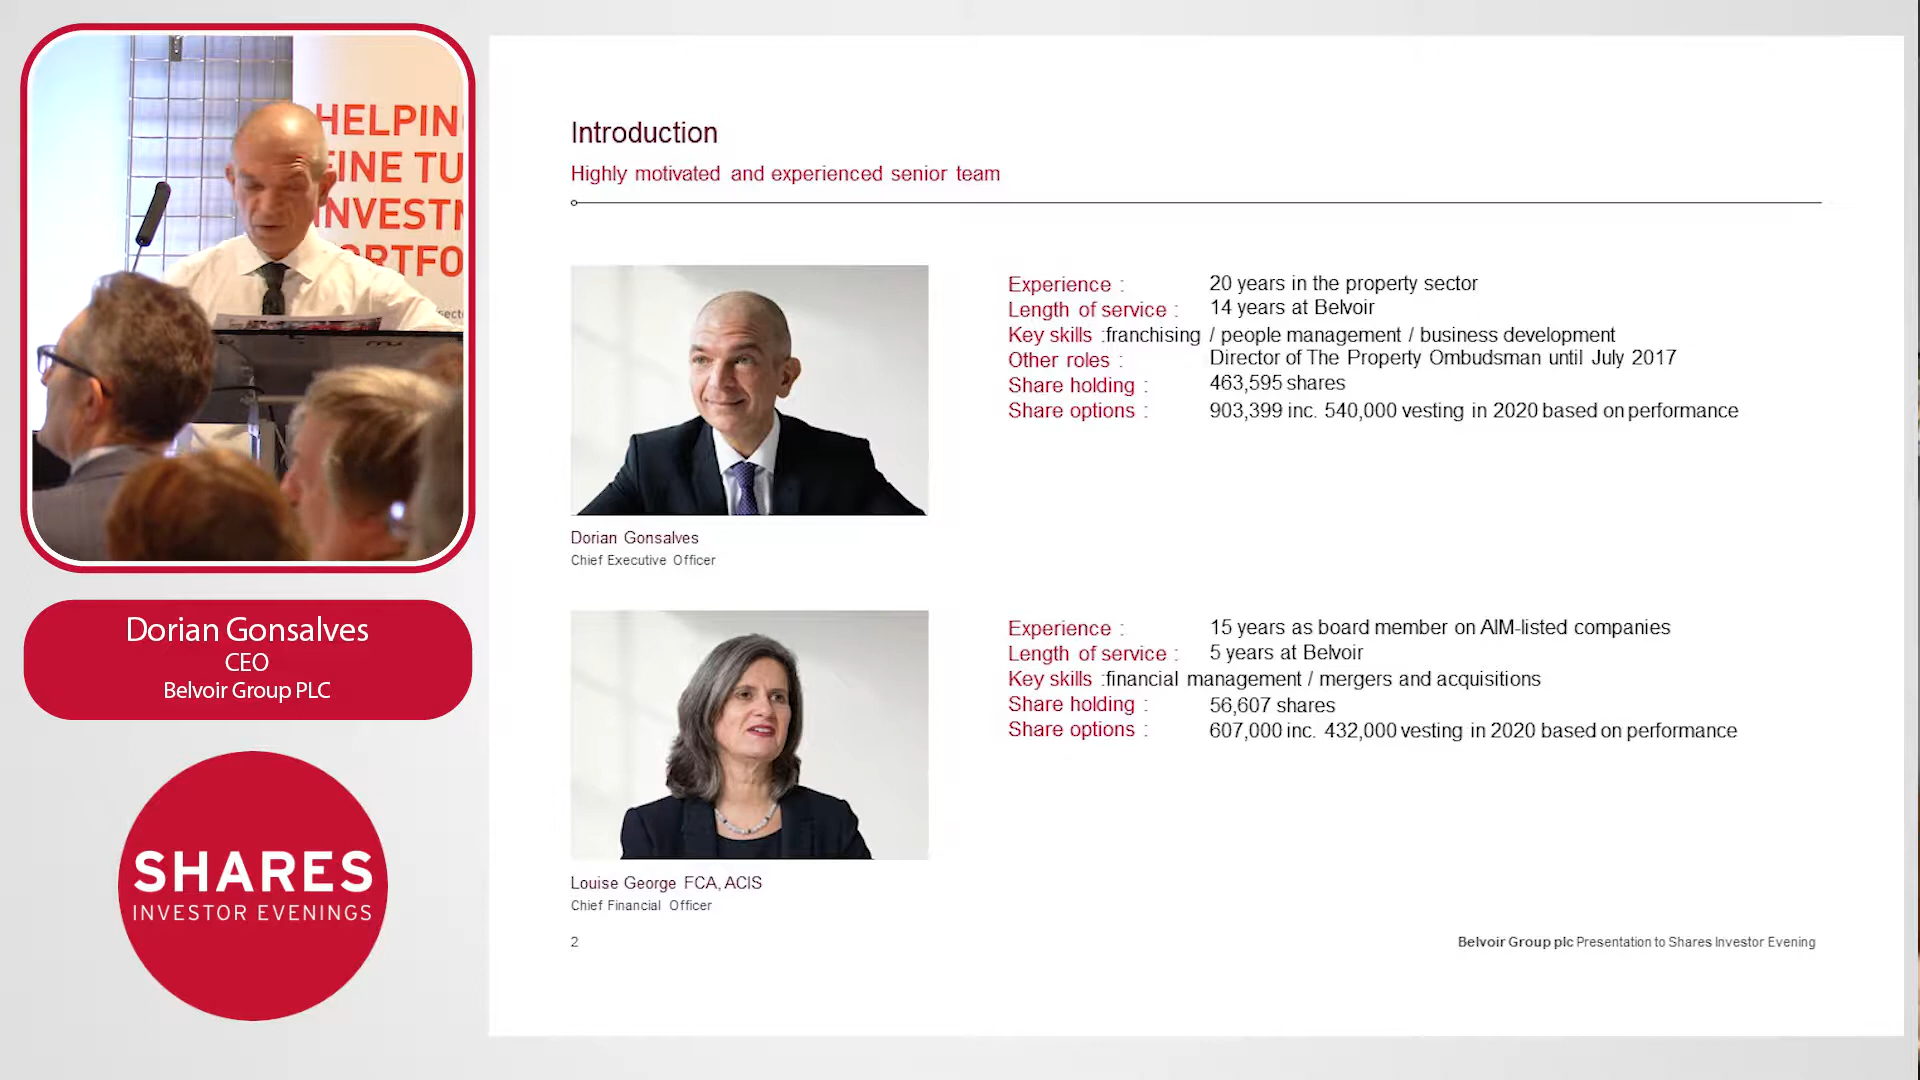 HELPIN
FINE TU
INVEST
ORTFO
Dorian Gonsalves
CEO
Belvoir Group PLC
SHARES
INVESTOR EVENINGS
Introduction
Highly motivated and experienced senior team
Dorian Gonsalves
Chief Executive Officer
Experience : 20 years in the property sector
Length of service : 14 years at Belvoir
Key skills :franchising / people management / business development
Other roles : Director of The Property Ombudsman until July 2017
Share holding : 463,595 shares
Share options : 903,399 inc. 540,000 vesting in 2020 based on performance
Louise George FCA, ACIS
Chief Financial Officer
Experience : 15 years as board member on AIM-listed companies
Length of service : 5 years at Belvoir
Key skills :financial management / mergers and acquisitions
Share holding : 56,607 shares
Share options : 607,000 inc. 432,000 vesting in 2020 based on performance
2
Belvoir Group plc Presentation to Shares Investor Evening